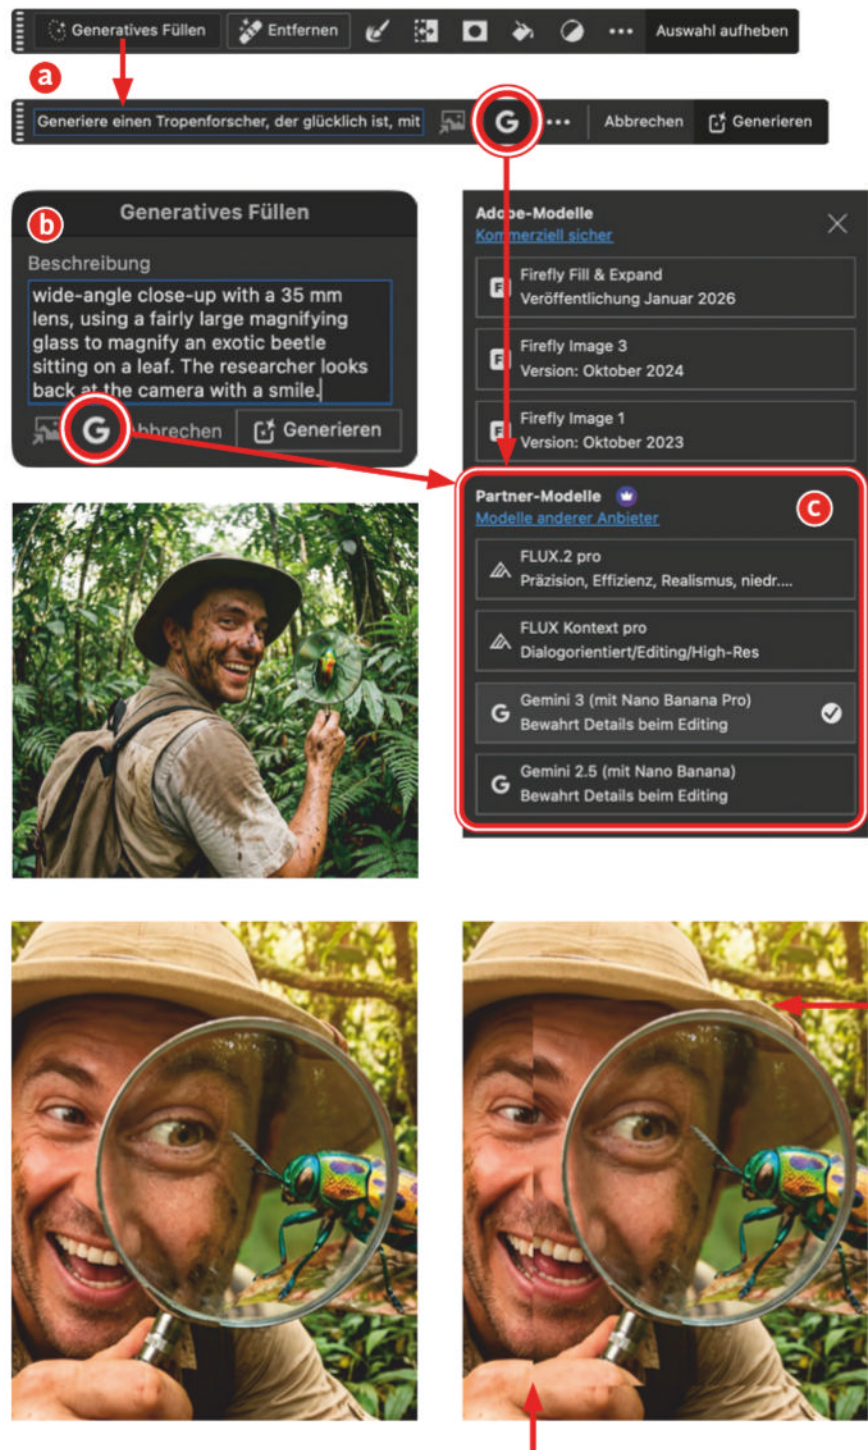 Generatives Füllen
Entfernen
Auswahl aufheben
a
Generiere einen Tropenforscher, der glücklich ist, mit
G
Abbrechen
Generieren
b
Generatives Füllen
Beschreibung
wide-angle close-up with a 35 mm
lens, using a fairly large magnifying
glass to magnify an exotic beetle
sitting on a leaf. The researcher looks
back at the camera with a smile.
G
Abbrechen
Generieren
Adobe-Modelle
Kommerziell sicher
Firefly Fill & Expand
Veröffentlichung Januar 2026
Firefly Image 3
Version: Oktober 2024
Firefly Image 1
Version: Oktober 2023
Partner-Modelle
c
Modelle anderer Anbieter
FLUX.2 pro
Präzision, Effizienz, Realismus, niedr....
FLUX Kontext pro
Dialogorientiert/Editing/High-Res
G
Gemini 3 (mit Nano Banana Pro)
Bewahrt Details beim Editing
G
Gemini 2.5 (mit Nano Banana)
Bewahrt Details beim Editing